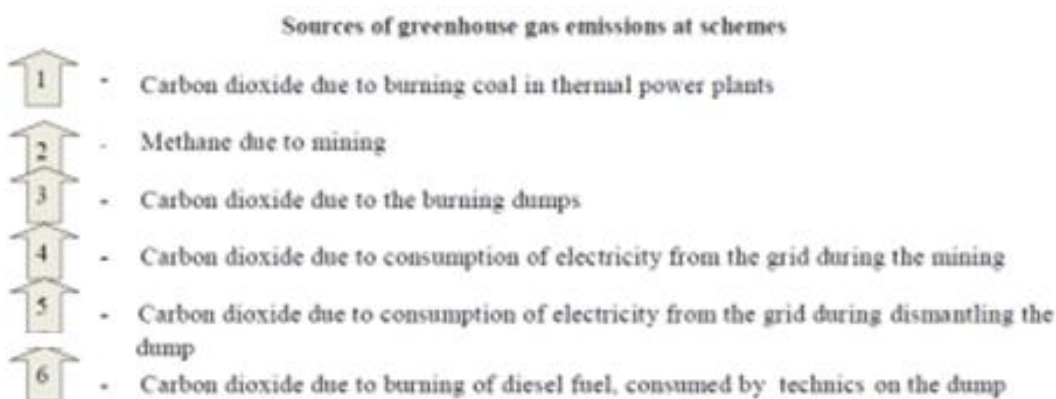 Sources of greenhouse gas emissions at schemes
1 - Carbon dioxide due to burning coal in thermal power plants
2 - Methane due to mining
3 - Carbon dioxide due to the burning dumps
4 - Carbon dioxide due to consumption of electricity from the grid during the mining
5 - Carbon dioxide due to consumption of electricity from the grid during dismantling the
dump
6 - Carbon dioxide due to burning of diesel fuel, consumed by technics on the dump